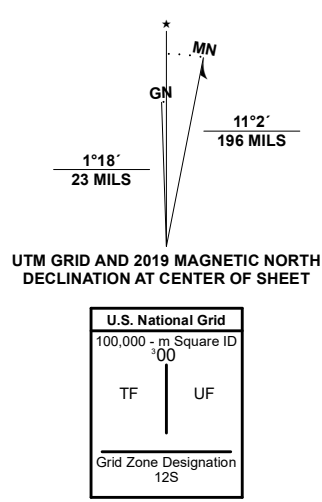 ★
MN
GN
11°2´
196 MILS
1°18´
23 MILS
UTM GRID AND 2019 MAGNETIC NORTH
DECLINATION AT CENTER OF SHEET
U.S. National Grid
100,000 - m Square ID
³00
TF UF
Grid Zone Designation
12S